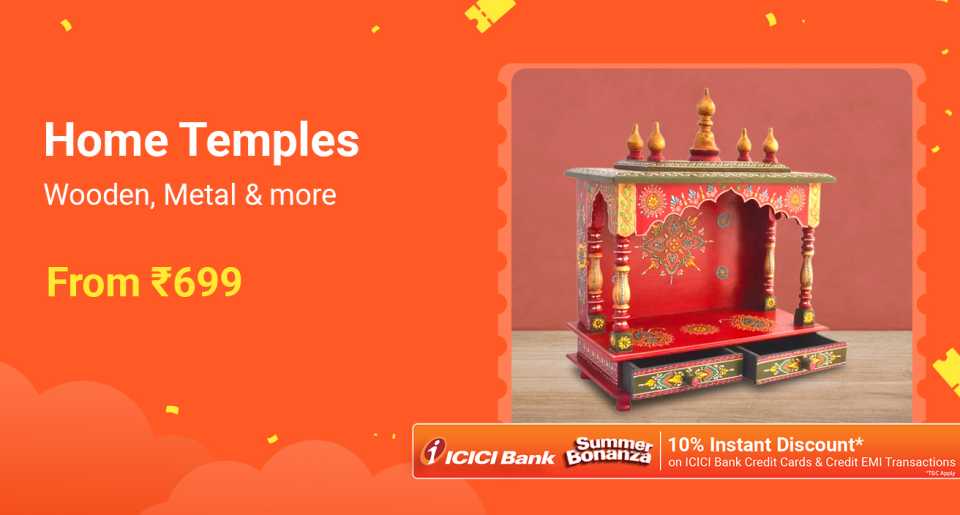 Home Temples
Wooden, Metal & more
From ₹699
ICICI Bank
Summer
Bonanza
10% Instant Discount*
on ICICI Bank Credit Cards & Credit EMI Transactions
*T&C Apply